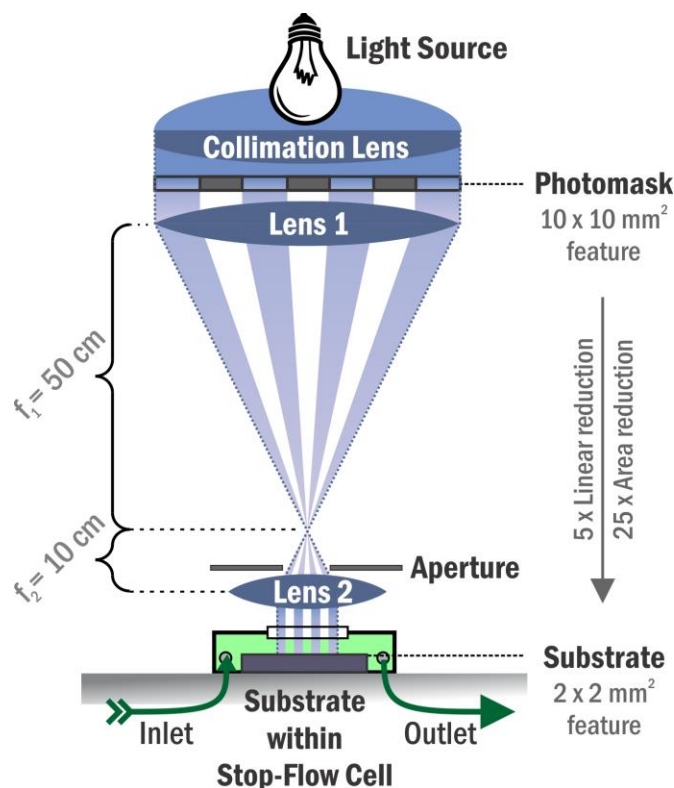 Light Source
Collimation Lens
Photomask
10 x 10 mm²
feature
Lens 1
f₁ = 50 cm
5 x Linear reduction
25 x Area reduction
f₂ = 10 cm
Aperture
Lens 2
Substrate
2 x 2 mm²
feature
Inlet
Substrate
within
Stop-Flow Cell
Outlet